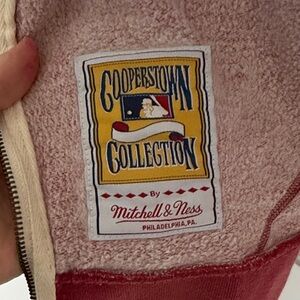 COOPERSTOWN
COLLECTION
By
Mitchell & Ness
PHILADELPHIA, PA.